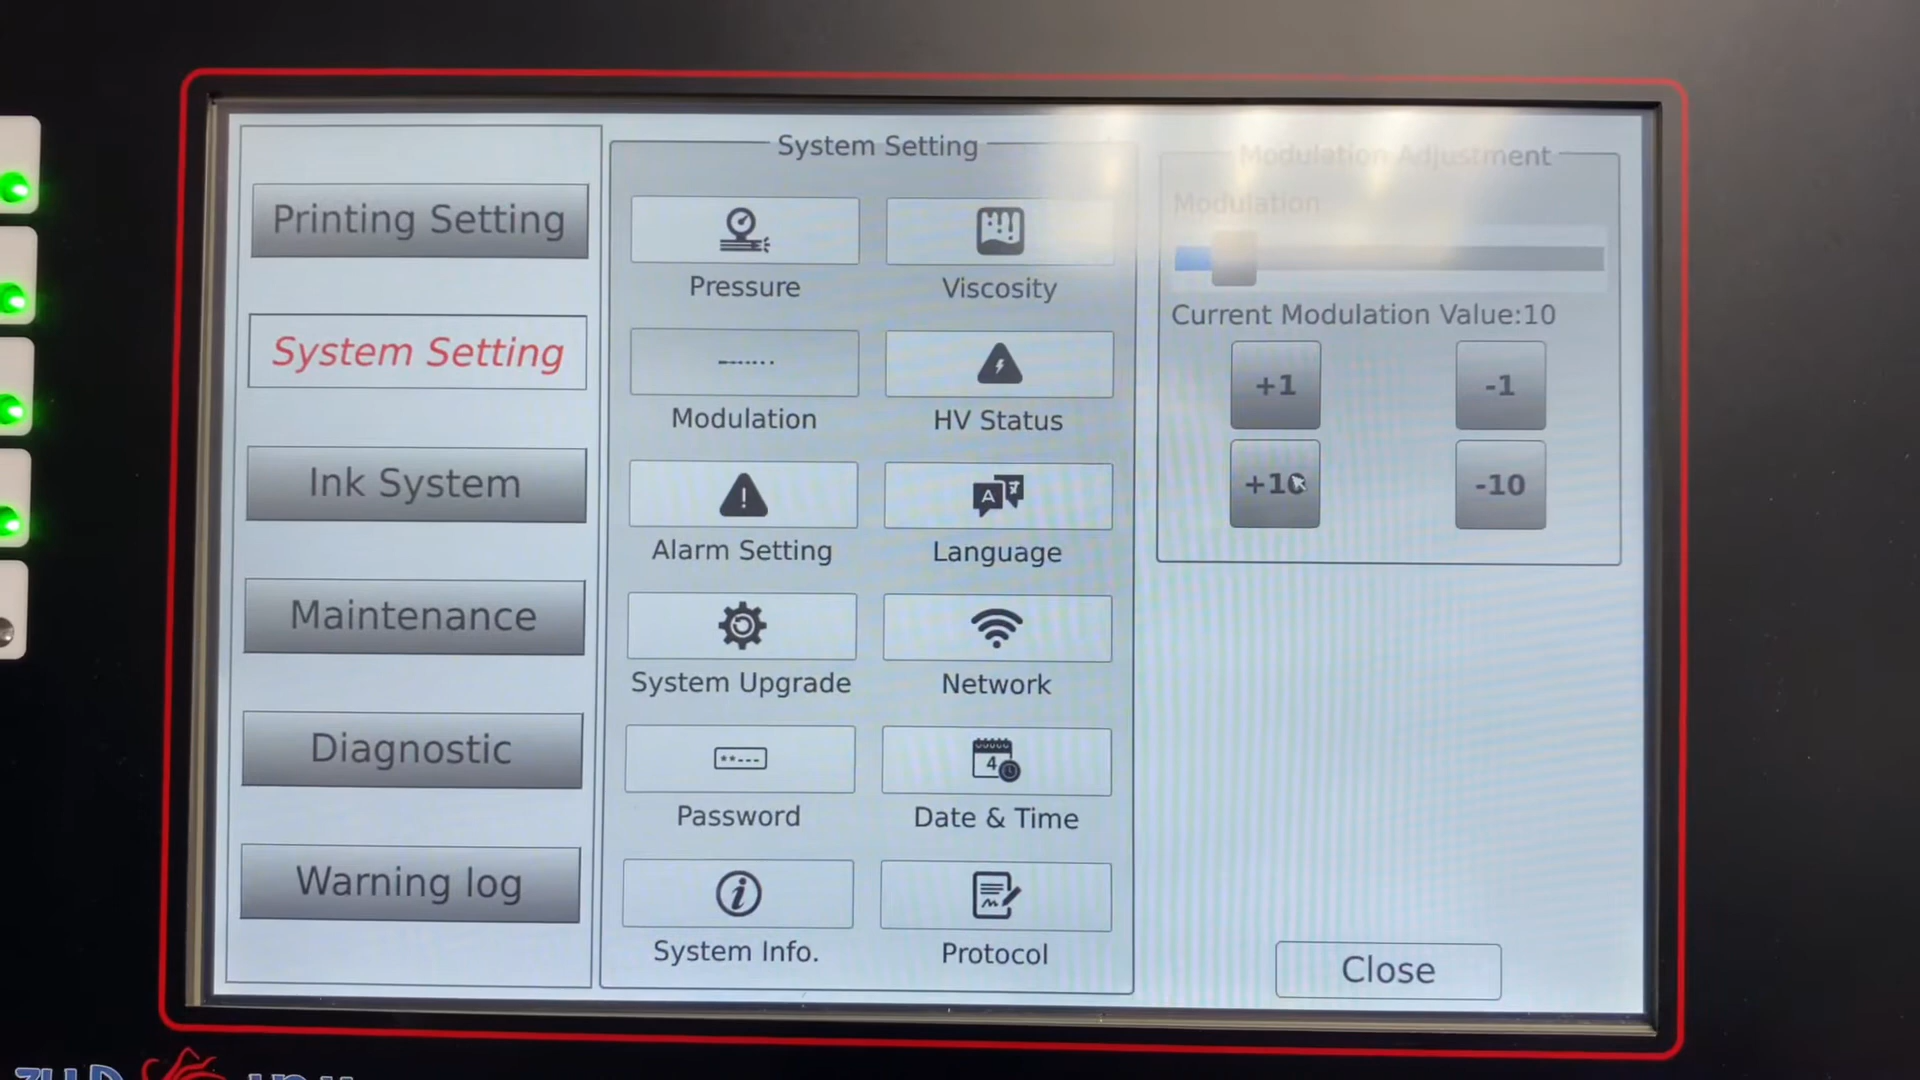 Printing Setting
System Setting
Ink System
Maintenance
Diagnostic
Warning log
System Setting
Pressure
Viscosity
Modulation
HV Status
Alarm Setting
Language
System Upgrade
Network
Password
4
Date & Time
System Info.
Protocol
Modulation Adjustment
Modulation
Current Modulation Value:10
+1
-1
+10
-10
Close